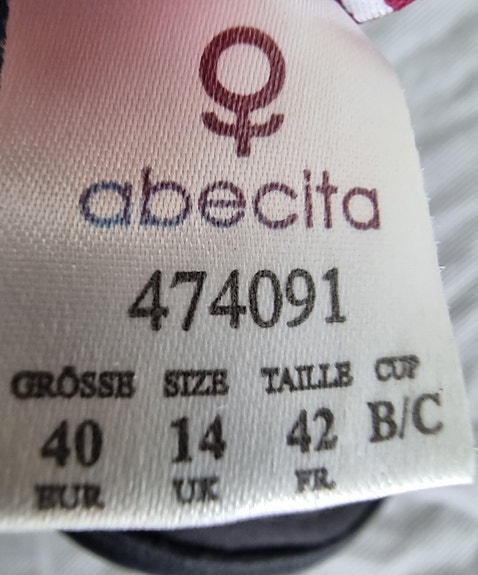 abecita
474091
GRÖSSE SIZE TAILLE CUP
40 14 42 B/C
EUR UK FR